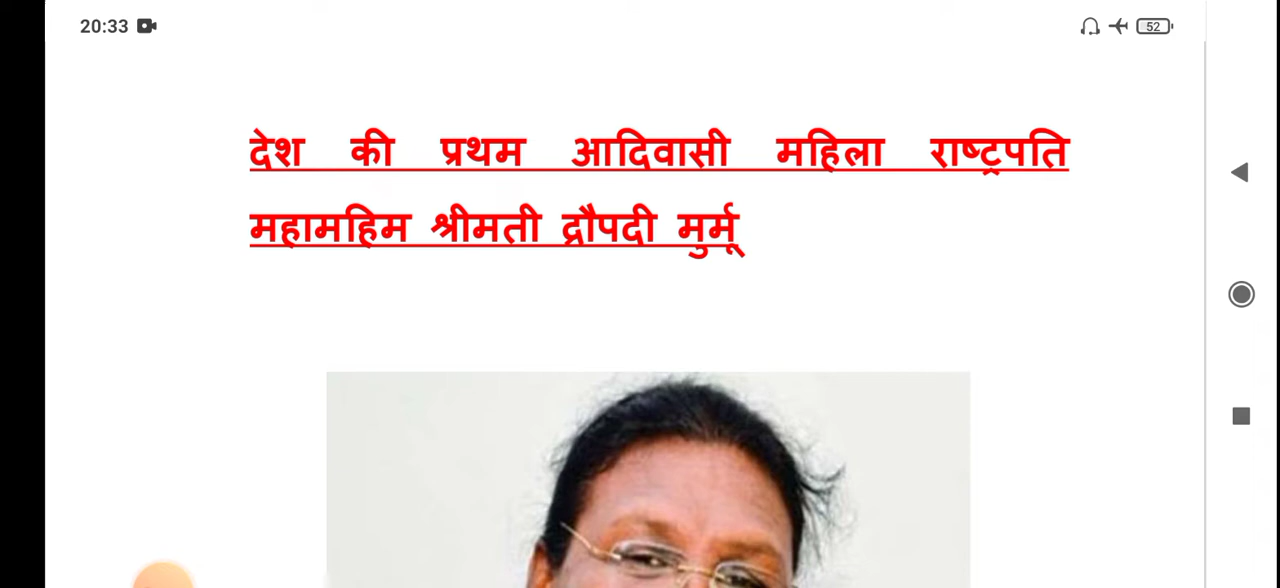 20:33
52
देश की प्रथम आदिवासी महिला राष्ट्रपति
महामहिम श्रीमती द्रौपदी मुर्मू